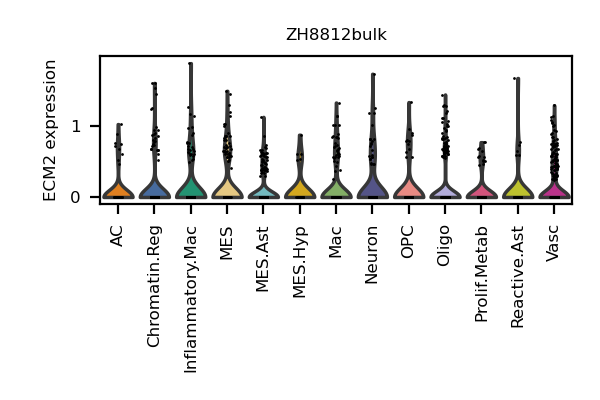 ZH8812bulk
ECM2 expression
1
0
AC
Chromatin.Reg
Inflammatory.Mac
MES
MES.Ast
MES.Hyp
Mac
Neuron
OPC
Oligo
Prolif.Metab
Reactive.Ast
Vasc